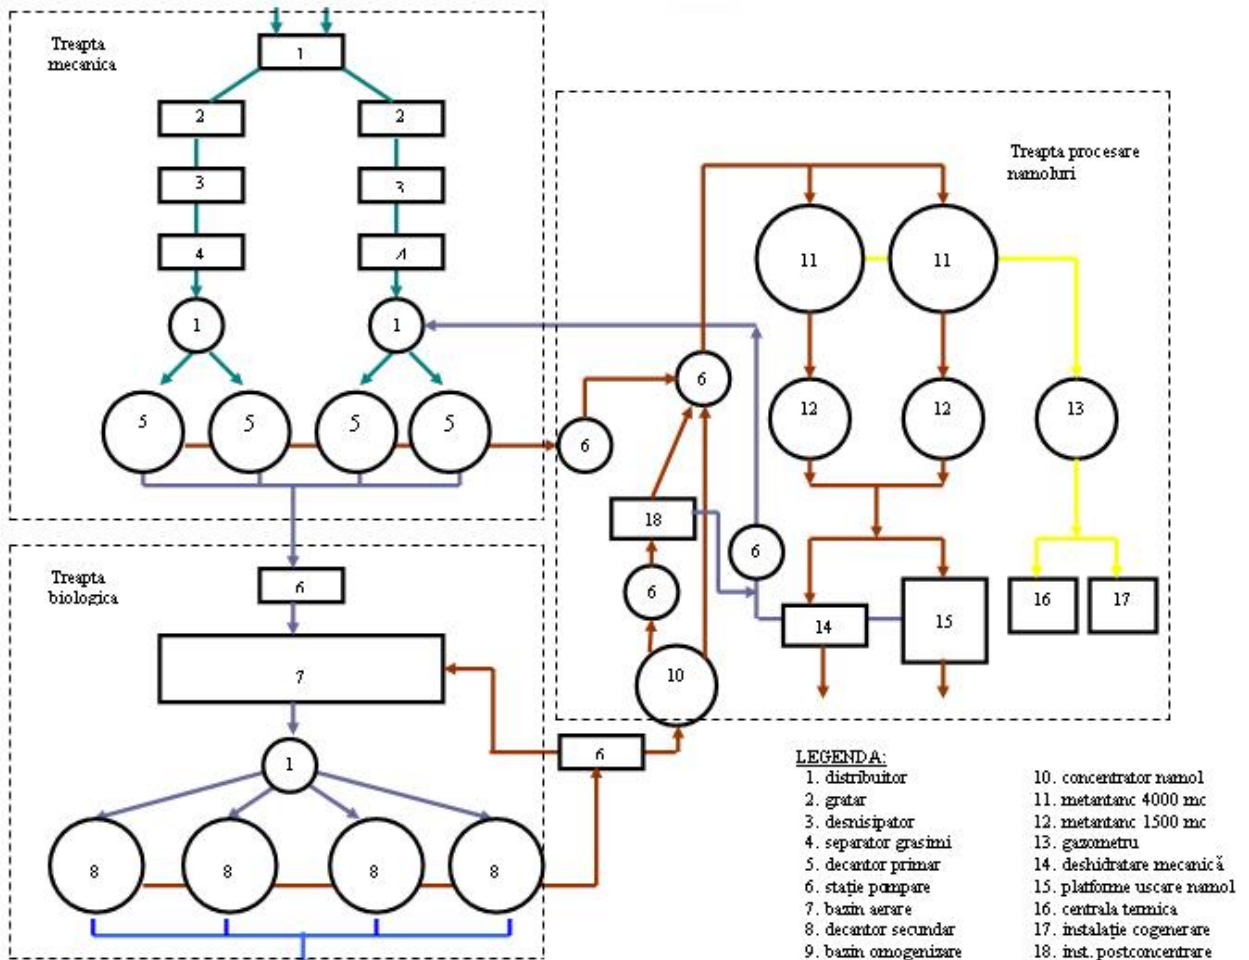 Treapta
mecanica
1
2 2
3 3
4 4
1 1
5 5 5 5
Treapta procesare
namoluri
11 11
6
12 12 13
6
18
6
6
14 15 16 17
10
Treapta
biologica
6
7
6
1
8 8 8 8
LEGENDA:
1. distribuitor
2. gratar
3. desnisipator
4. separator grasimi
5. decantor primar
6. stație pompare
7. bazin aerare
8. decantor secundar
9. bazin omogenizare
10. concentrator namol
11. metantanc 4000 mc
12. metantanc 1500 mc
13. gazometru
14. deshidratare mecanică
15. platforme uscare namol
16. centrala termica
17. instalație cogenerare
18. inst. postconcentrare